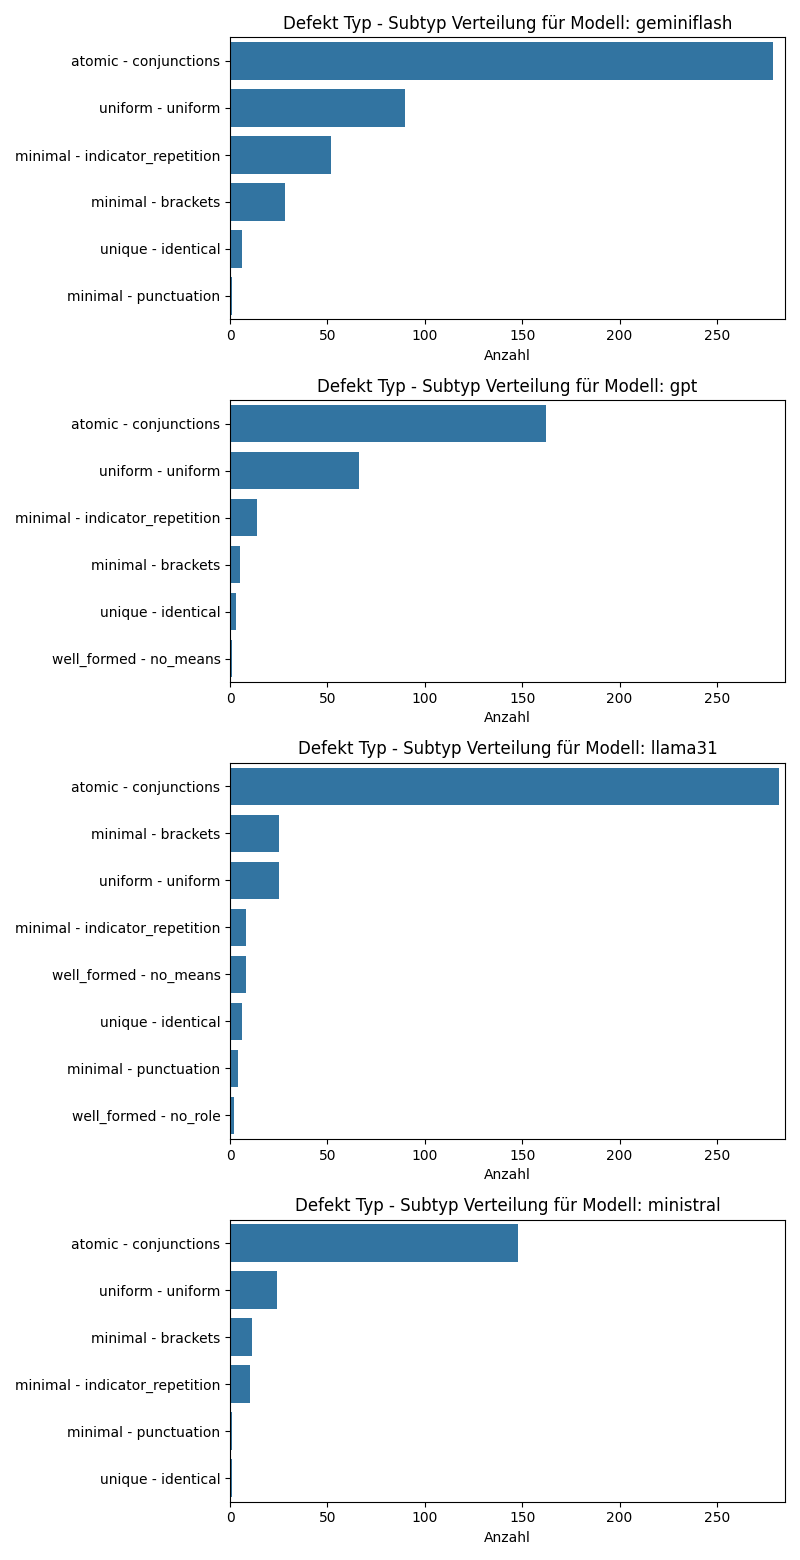 Defekt Typ - Subtyp Verteilung für Modell: geminiflash
atomic - conjunctions
uniform - uniform
minimal - indicator_repetition
minimal - brackets
unique - identical
minimal - punctuation
0 50 100 150 200 250
Anzahl
Defekt Typ - Subtyp Verteilung für Modell: gpt
atomic - conjunctions
uniform - uniform
minimal - indicator_repetition
minimal - brackets
unique - identical
well_formed - no_means
0 50 100 150 200 250
Anzahl
Defekt Typ - Subtyp Verteilung für Modell: llama31
atomic - conjunctions
minimal - brackets
uniform - uniform
minimal - indicator_repetition
well_formed - no_means
unique - identical
minimal - punctuation
well_formed - no_role
0 50 100 150 200 250
Anzahl
Defekt Typ - Subtyp Verteilung für Modell: ministral
atomic - conjunctions
uniform - uniform
minimal - brackets
minimal - indicator_repetition
minimal - punctuation
unique - identical
0 50 100 150 200 250
Anzahl